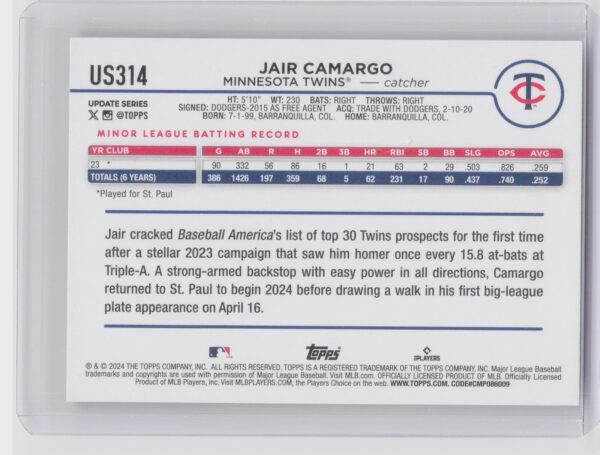 US314
JAIR CAMARGO
MINNESOTA TWINS® — catcher
TC
UPDATE SERIES
X @TOPPS
HT: 5'10" WT: 230 BATS: RIGHT THROWS: RIGHT
SIGNED: DODGERS-2015 AS FREE AGENT ACQ: TRADE WITH DODGERS, 2-10-20
BORN: 7-1-99, BARRANQUILLA, COL. HOME: BARRANQUILLA, COL.
MINOR LEAGUE BATTING RECORD
YR CLUB G AB R H 2B 3B HR RBI SB BB SLG OPS AVG
23 * 90 332 56 86 16 1 21 63 2 29 .503 .826 .259
TOTALS (6 YEARS) 386 1426 197 359 68 5 62 231 17 90 .437 .740 .252
*Played for St. Paul
Jair cracked Baseball America's list of top 30 Twins prospects for the first time
after a stellar 2023 campaign that saw him homer once every 15.8 at-bats at
Triple-A. A strong-armed backstop with easy power in all directions, Camargo
returned to St. Paul to begin 2024 before drawing a walk in his first big-league
plate appearance on April 16.
Topps
PLAYERS
® & © 2024 THE TOPPS COMPANY, INC. ALL RIGHTS RESERVED. TOPPS IS A REGISTERED TRADEMARK OF THE TOPPS COMPANY, INC. Major League Baseball
trademarks and copyrights are used with permission of Major League Baseball. Visit MLB.com. OFFICIALLY LICENSED PRODUCT OF MLB. Officially Licensed
Product of MLB Players, Inc. Visit MLBPLAYERS.COM, the Players Choice on the web. WWW.TOPPS.COM. CODE#CMP086009